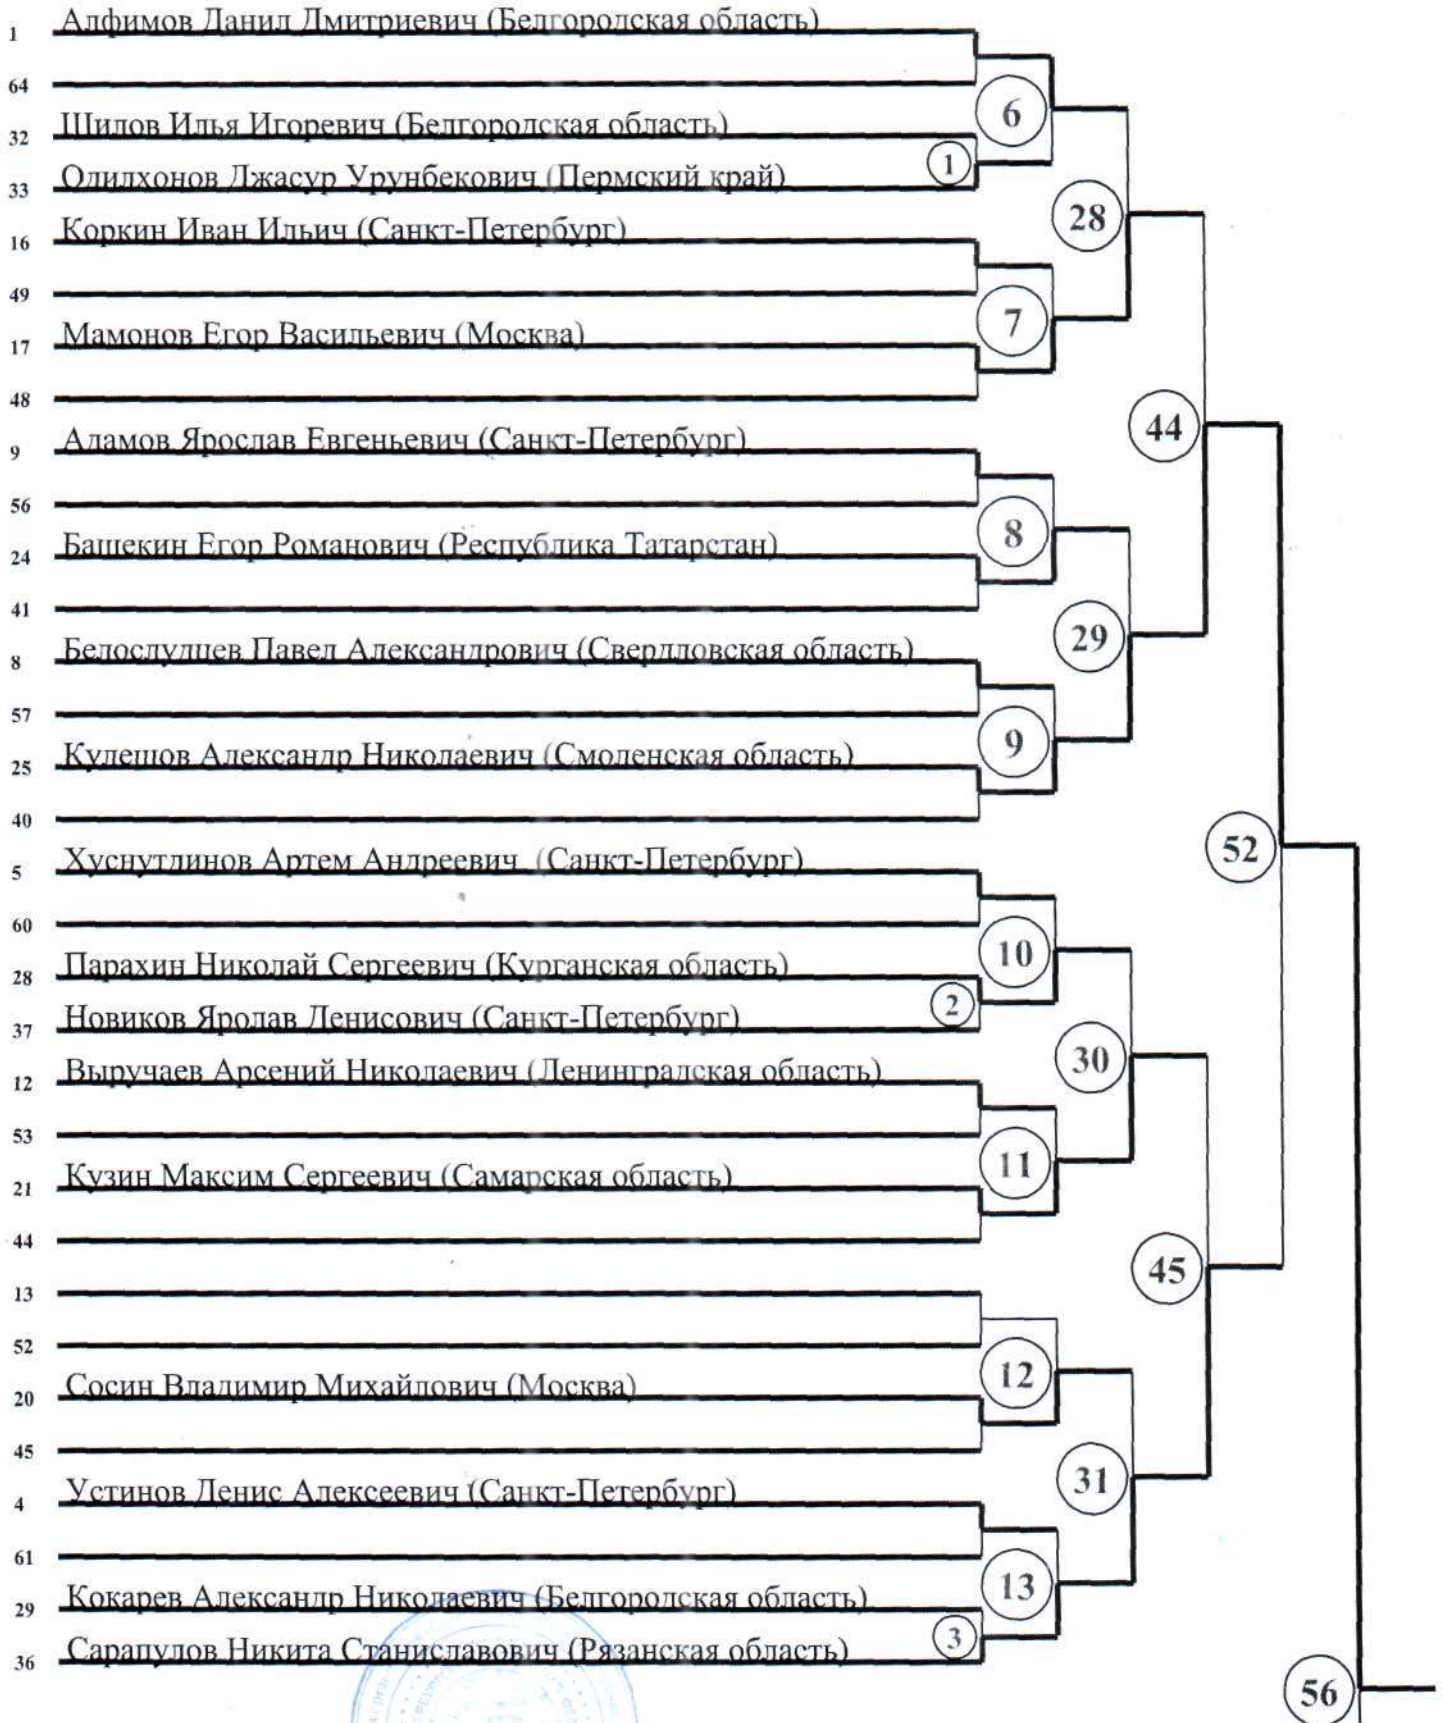 1 Алфимов Данил Дмитриевич (Белгородская область)
64
6
32 Шилов Илья Игоревич (Белгородская область)
1
33 Одилхонов Джасур Урунбекович (Пермский край)
28
16 Коркин Иван Ильич (Санкт-Петербург)
49
7
17 Мамонов Егор Васильевич (Москва)
48
44
9 Адамов Ярослав Евгеньевич (Санкт-Петербург)
56
8
24 Башекин Егор Романович (Республика Татарстан)
41
29
8 Белослудцев Павел Александрович (Свердловская область)
57
9
25 Кулешов Александр Николаевич (Смоленская область)
40
52
5 Хуснутдинов Артем Андреевич (Санкт-Петербург)
60
10
28 Парахин Николай Сергеевич (Курганская область)
2
37 Новиков Яролав Денисович (Санкт-Петербург)
30
12 Выручаев Арсений Николаевич (Ленинградская область)
53
11
21 Кузин Максим Сергеевич (Самарская область)
44
45
13
52
12
20 Сосин Владимир Михайлович (Москва)
45
31
4 Устинов Денис Алексеевич (Санкт-Петербург)
61
13
29 Кокарев Александр Николаевич (Белгородская область)
3
36 Сарапулов Никита Станиславович (Рязанская область)
56